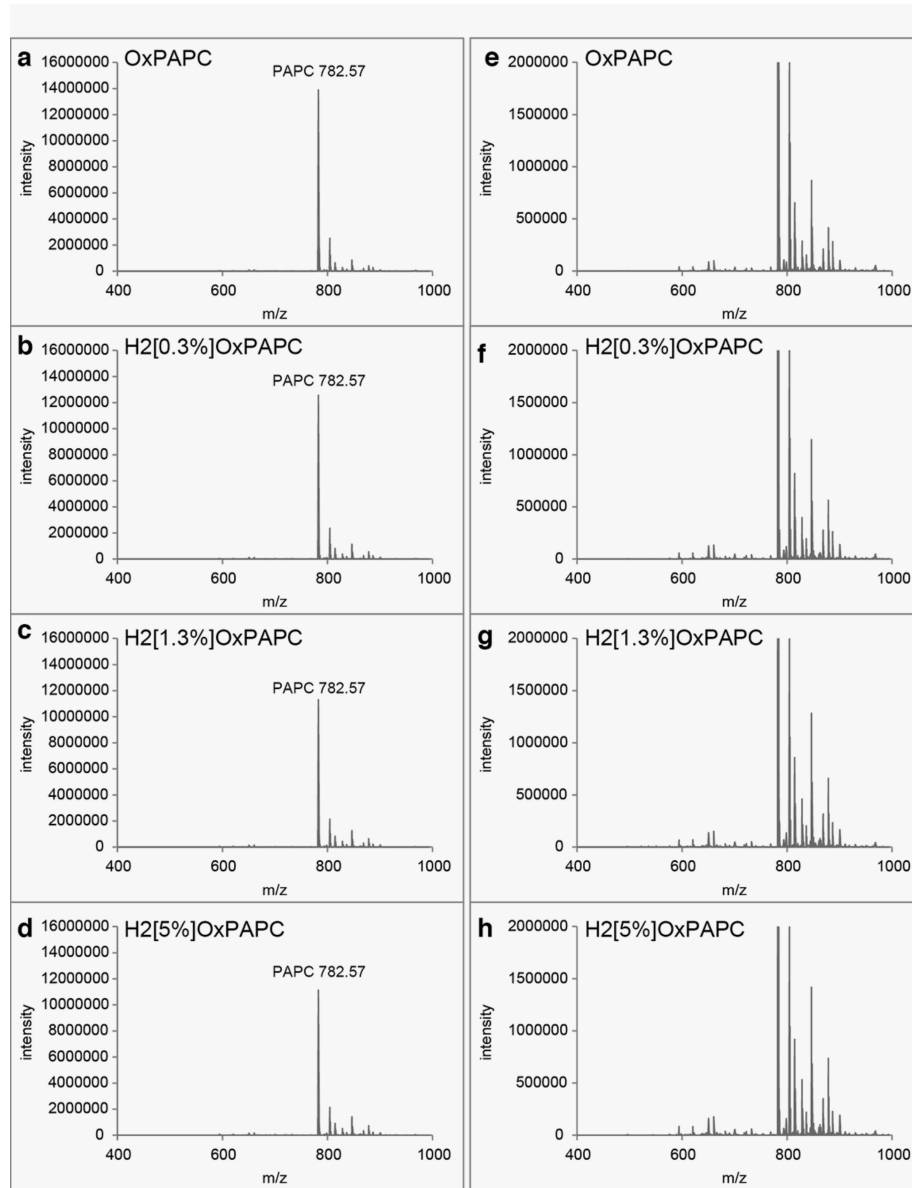 a OxPAPC
16000000
14000000
12000000
10000000
8000000
6000000
4000000
2000000
0
intensity
PAPC 782.57
400 600 800 1000
m/z
e OxPAPC
2000000
1500000
1000000
500000
0
intensity
400 600 800 1000
m/z
b H2[0.3%]OxPAPC
16000000
14000000
12000000
10000000
8000000
6000000
4000000
2000000
0
intensity
PAPC 782.57
400 600 800 1000
m/z
f H2[0.3%]OxPAPC
2000000
1500000
1000000
500000
0
intensity
400 600 800 1000
m/z
c H2[1.3%]OxPAPC
16000000
14000000
12000000
10000000
8000000
6000000
4000000
2000000
0
intensity
PAPC 782.57
400 600 800 1000
m/z
g H2[1.3%]OxPAPC
2000000
1500000
1000000
500000
0
intensity
400 600 800 1000
m/z
d H2[5%]OxPAPC
16000000
14000000
12000000
10000000
8000000
6000000
4000000
2000000
0
intensity
PAPC 782.57
400 600 800 1000
m/z
h H2[5%]OxPAPC
2000000
1500000
1000000
500000
0
intensity
400 600 800 1000
m/z